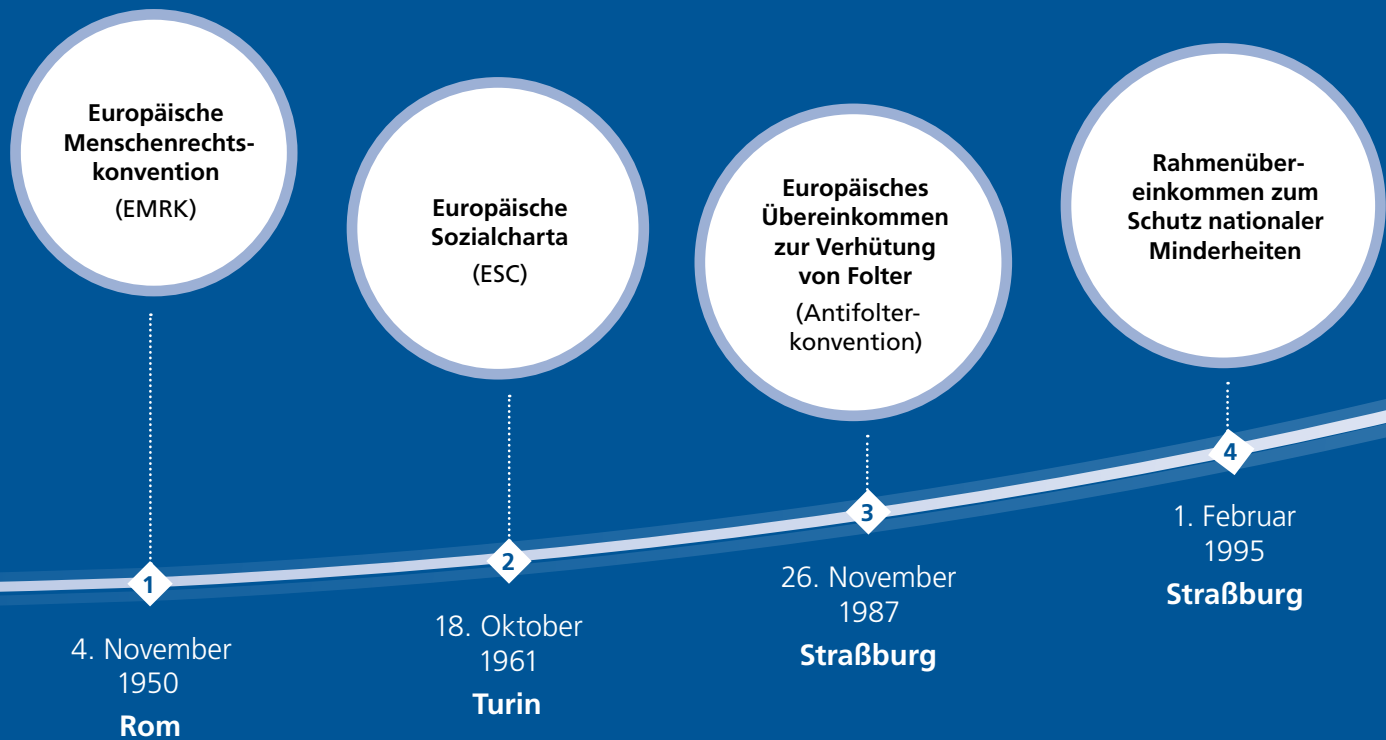 Europäische
Menschenrechts-
konvention
(EMRK)
Europäische
Sozialcharta
(ESC)
Europäisches
Übereinkommen
zur Verhütung
von Folter
(Antifolter-
konvention)
Rahmenüber-
einkommen zum
Schutz nationaler
Minderheiten
1
4. November
1950
Rom
2
18. Oktober
1961
Turin
3
26. November
1987
Straßburg
4
1. Februar
1995
Straßburg